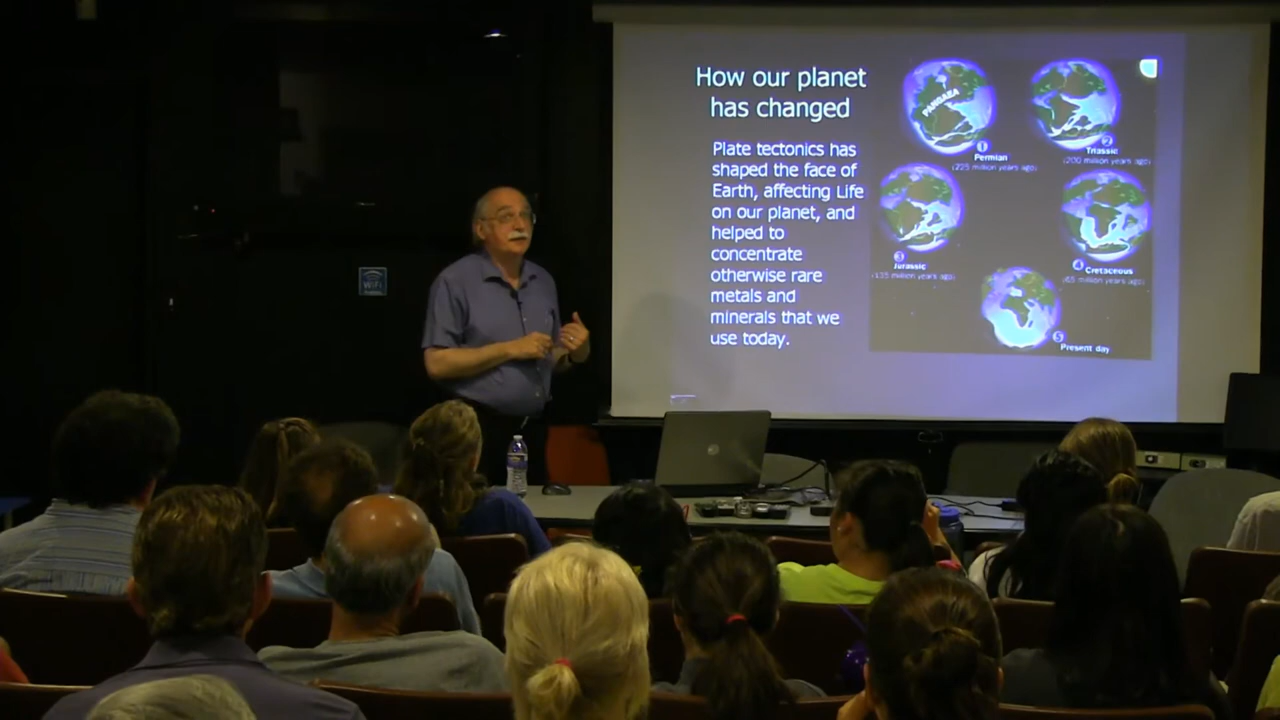 How our planet
has changed
Plate tectonics has
shaped the face of
Earth, affecting Life
on our planet, and
helped to
concentrate
otherwise rare
metals and
minerals that we
use today.
PANGAEA
1
Permian
(225 million years ago)
2
Triassic
(200 million years ago)
3
Jurassic
(135 million years ago)
4
Cretaceous
(65 million years ago)
5
Present day
WiFi